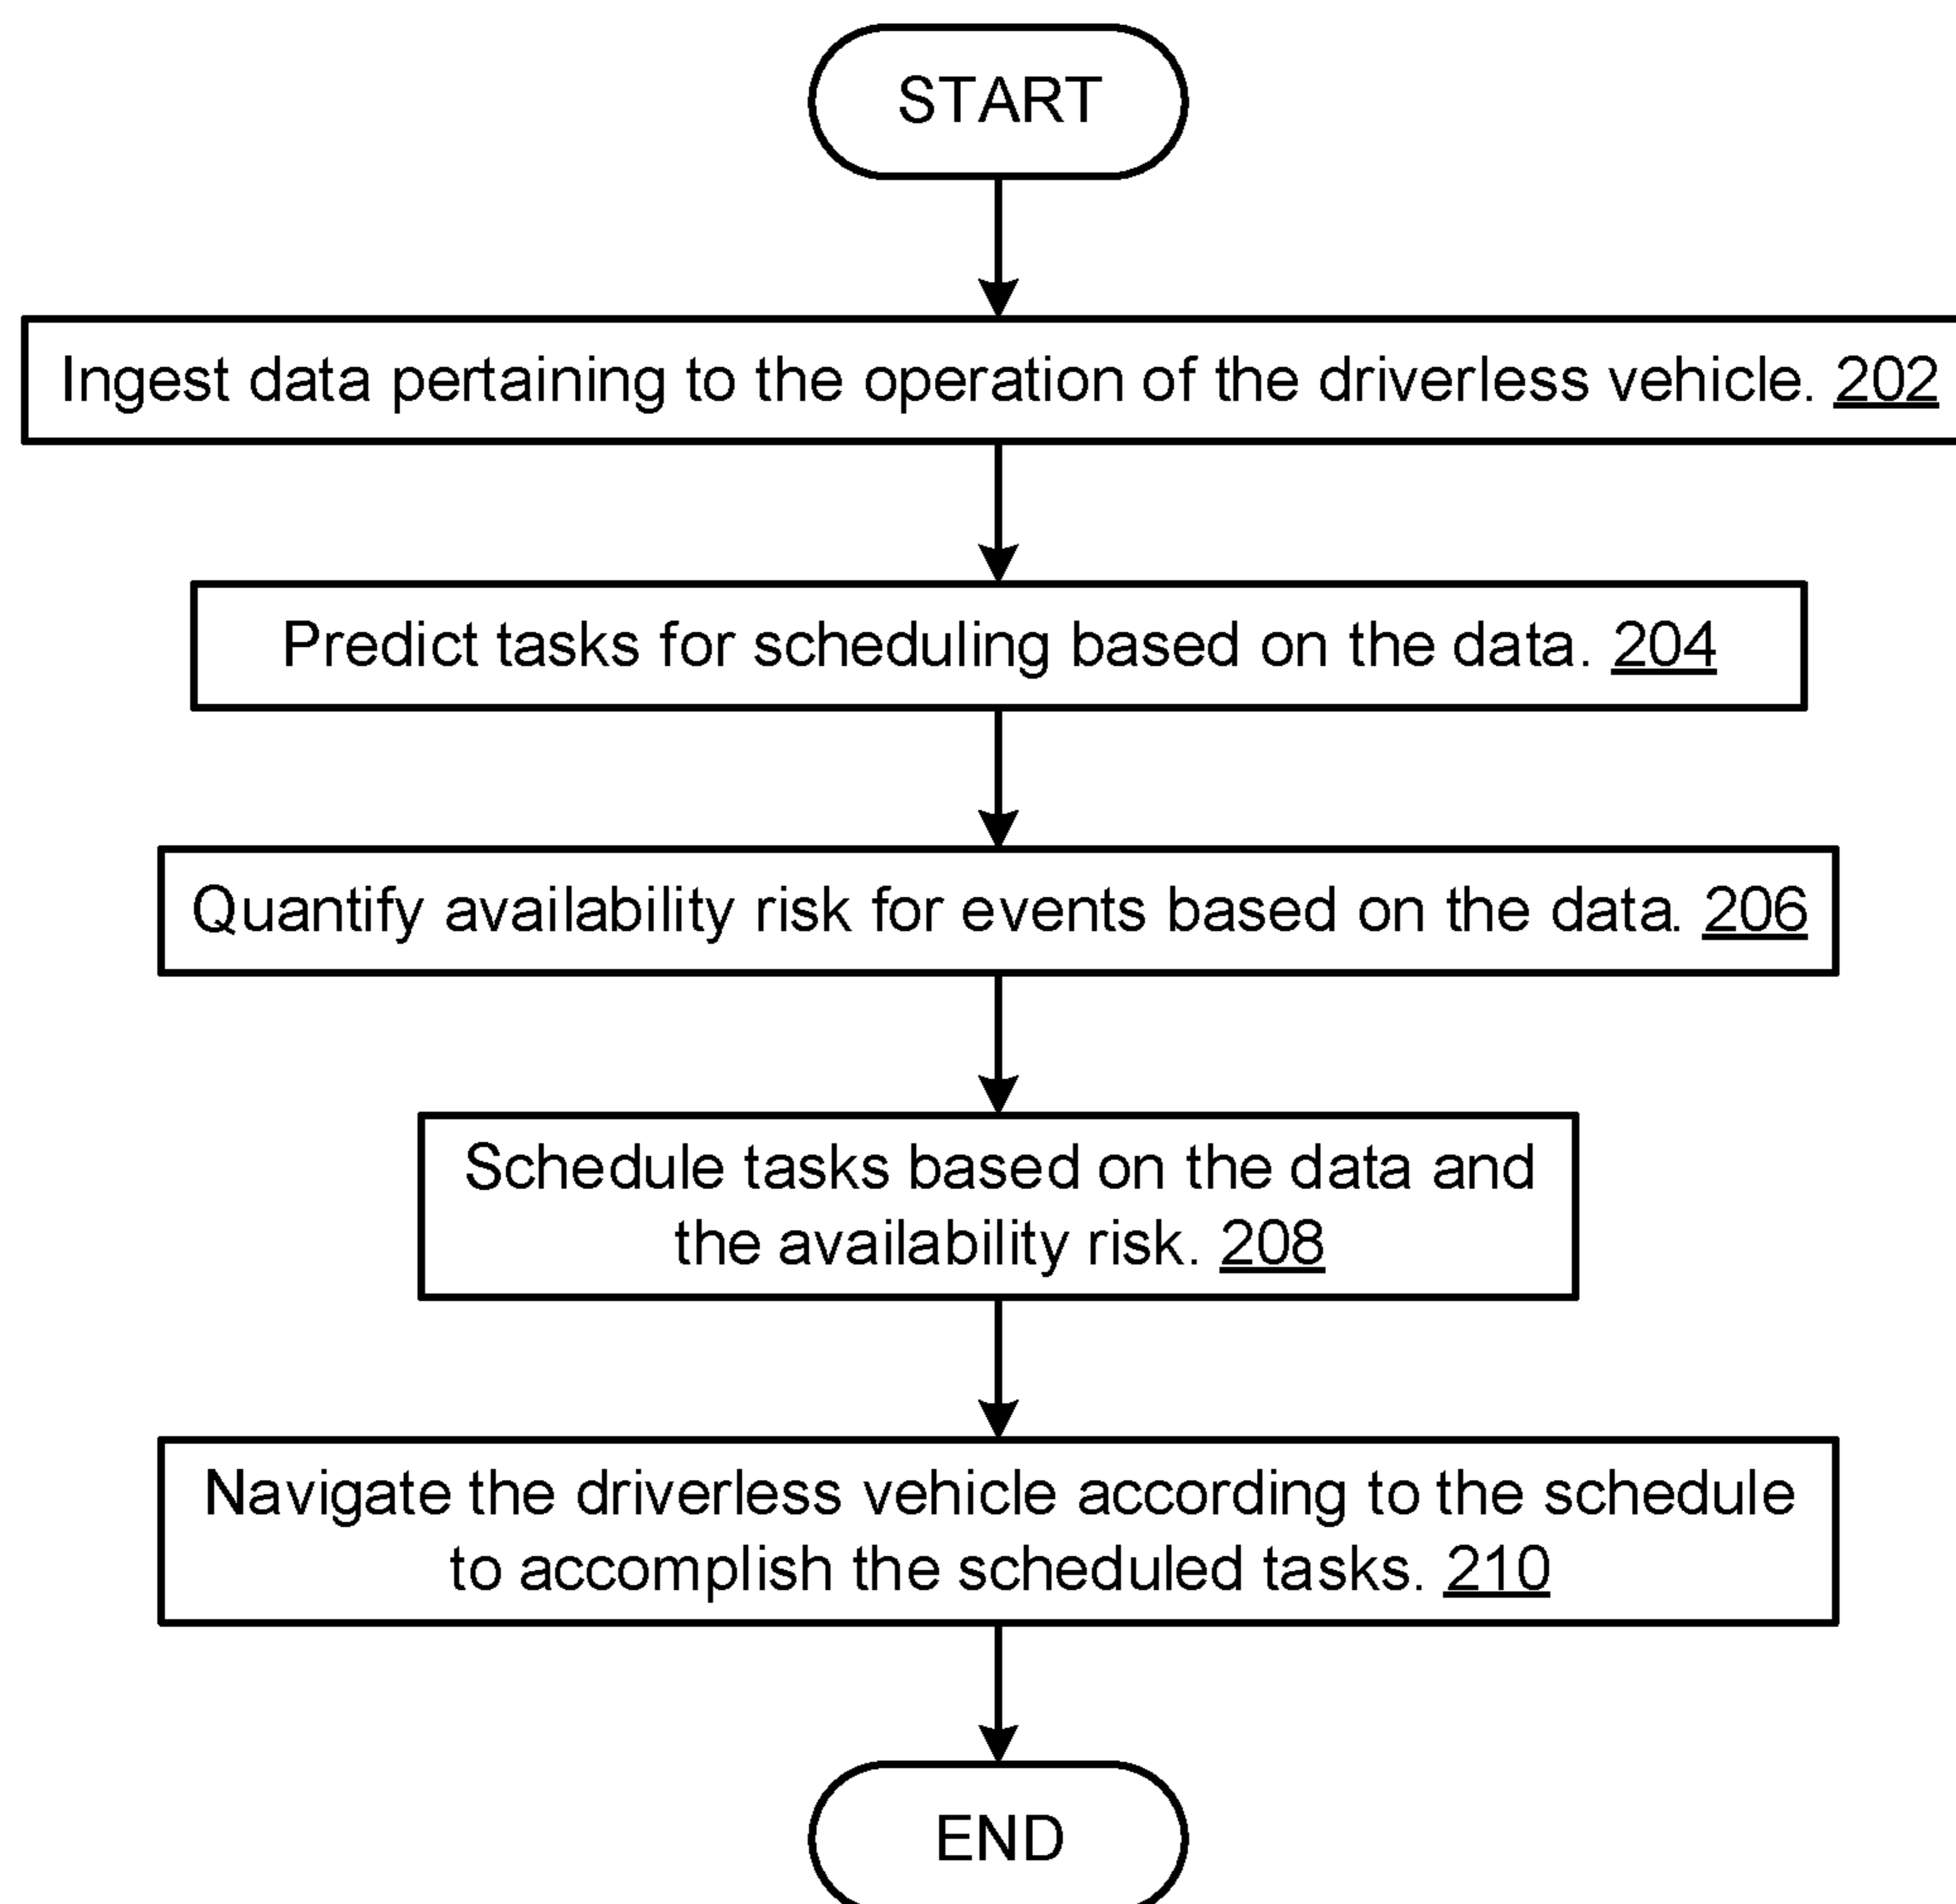 START
Ingest data pertaining to the operation of the driverless vehicle. 202
Predict tasks for scheduling based on the data. 204
Quantify availability risk for events based on the data. 206
Schedule tasks based on the data and
the availability risk. 208
Navigate the driverless vehicle according to the schedule
to accomplish the scheduled tasks. 210
END